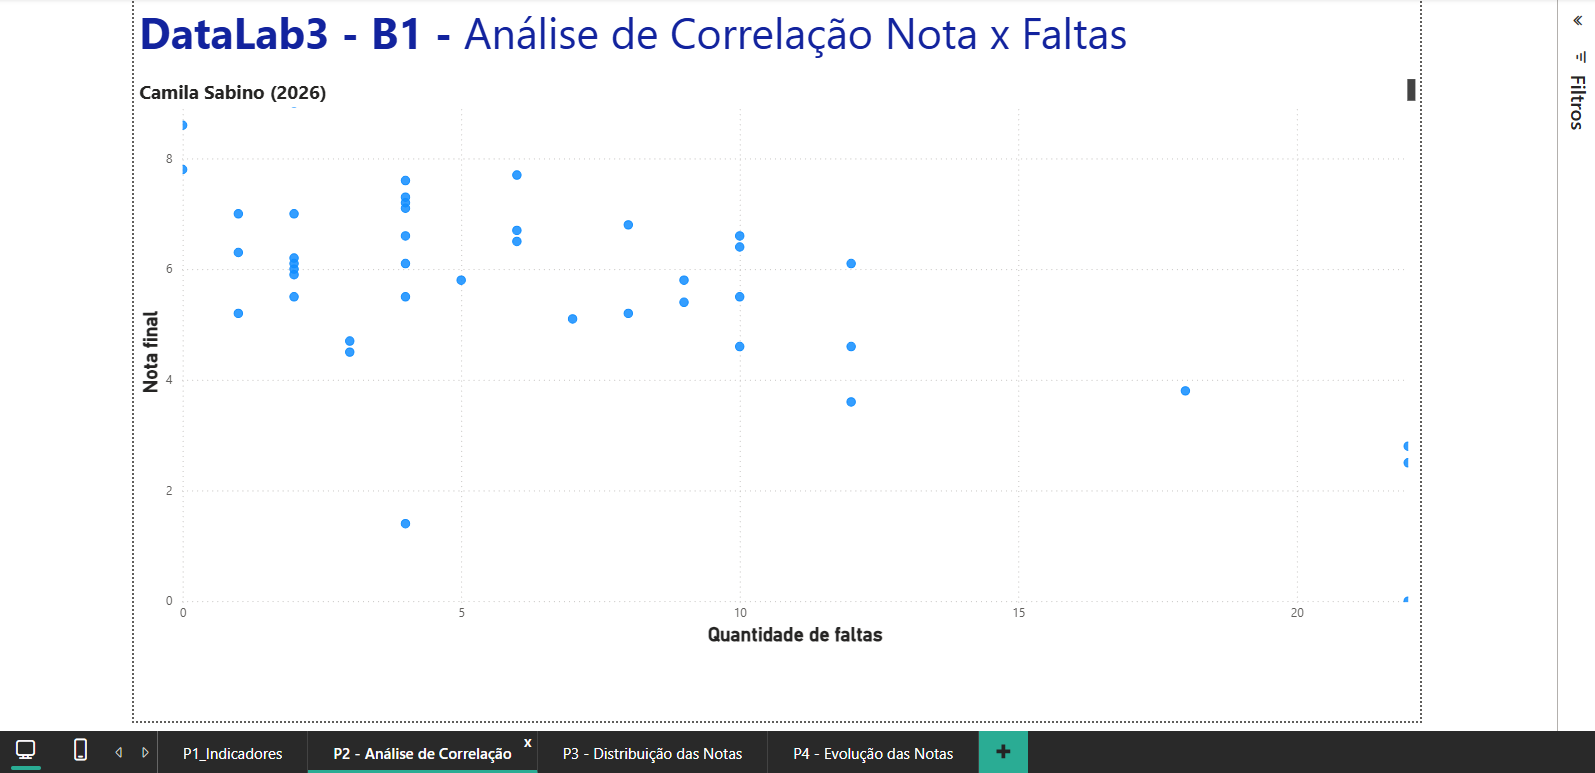 DataLab3 - B1 - Análise de Correlação Nota x Faltas
Camila Sabino (2026)
Filtros
8
6
4
2
0
Nota final
0 5 10 15 20
Quantidade de faltas
P1_Indicadores
P2 - Análise de Correlação x
P3 - Distribuição das Notas
P4 - Evolução das Notas
+